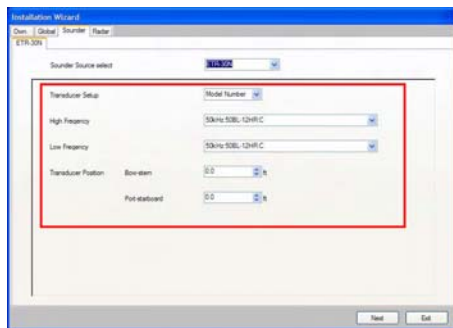 Installation Wizard
Own Global Sounder Radar
ETR-30N
Sounder Source select ETR-30N
Transducer Setup Model Number
High Freqency 50kHz:50BL-12HR:C
Low Freqency 50kHz:50BL-12HR:C
Transducer Position Bow-stern 0.0 ft
Port-starboard 0.0 ft
Next Exit